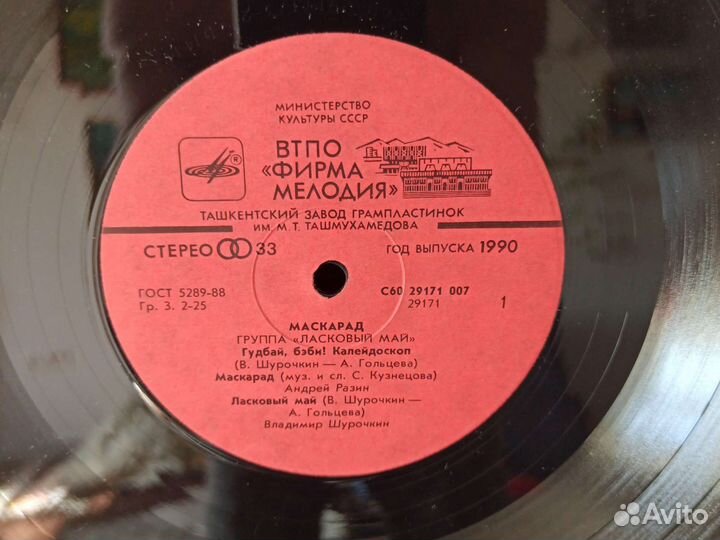 МИНИСТЕРСТВО
КУЛЬТУРЫ СССР
ВТПО
«ФИРМА
МЕЛОДИЯ»
®
ТАШКЕНТСКИЙ ЗАВОД ГРАМПЛАСТИНОК
ИМ. М. Т. ТАШМУХАМЕДОВА
СТЕРЕО 33 ГОД ВЫПУСКА 1990
ГОСТ 5289-88 С60 29171 007
Гр. 3. 2-25 29171 1
МАСКАРАД
ГРУППА «ЛАСКОВЫЙ МАЙ»
Гудбай, бэби! Калейдоскоп
(В. Шурочкин — А. Гольцева)
Маскарад (муз. и сл. С. Кузнецова)
Андрей Разин
Ласковый май (В. Шурочкин —
А. Гольцева)
Владимир Шурочкин
Avito